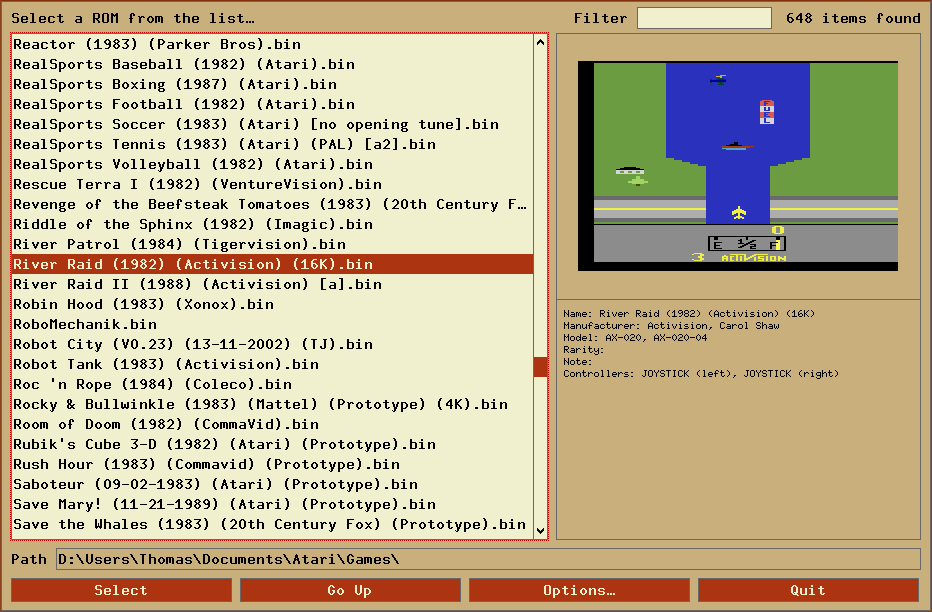 Select a ROM from the list…
Filter
648 items found
Reactor (1983) (Parker Bros).bin
RealSports Baseball (1982) (Atari).bin
RealSports Boxing (1987) (Atari).bin
RealSports Football (1982) (Atari).bin
RealSports Soccer (1983) (Atari) [no opening tune].bin
RealSports Tennis (1983) (Atari) (PAL) [a2].bin
RealSports Volleyball (1982) (Atari).bin
Rescue Terra I (1982) (VentureVision).bin
Revenge of the Beefsteak Tomatoes (1983) (20th Century F…
Riddle of the Sphinx (1982) (Imagic).bin
River Patrol (1984) (Tigervision).bin
River Raid (1982) (Activision) (16K).bin
River Raid II (1988) (Activision) [a].bin
Robin Hood (1983) (Xonox).bin
RoboMechanik.bin
Robot City (V0.23) (13-11-2002) (TJ).bin
Robot Tank (1983) (Activision).bin
Roc 'n Rope (1984) (Coleco).bin
Rocky & Bullwinkle (1983) (Mattel) (Prototype) (4K).bin
Room of Doom (1982) (CommaVid).bin
Rubik's Cube 3-D (1982) (Atari) (Prototype).bin
Rush Hour (1983) (Commavid) (Prototype).bin
Saboteur (09-02-1983) (Atari) (Prototype).bin
Save Mary! (11-21-1989) (Atari) (Prototype).bin
Save the Whales (1983) (20th Century Fox) (Prototype).bin
FUEL
0
E 1/2 F
3 ACTIVISION
Name: River Raid (1982) (Activision) (16K)
Manufacturer: Activision, Carol Shaw
Model: AX-020, AX-020-04
Rarity:
Note:
Controllers: JOYSTICK (left), JOYSTICK (right)
Path D:\Users\Thomas\Documents\Atari\Games\
Select
Go Up
Options…
Quit